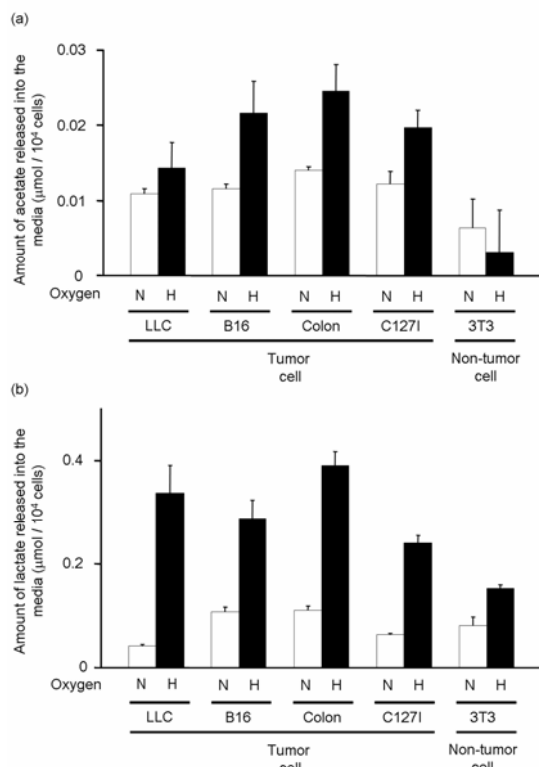 (a)
Amount of acetate released into the
media (μmol / 10⁴ cells)
0.03
0.02
0.01
0
Oxygen N H N H N H N H N H
LLC B16 Colon C127I 3T3
Tumor Non-tumor
cell cell
(b)
Amount of lactate released into the
media (μmol / 10⁴ cells)
0.4
0.2
0
Oxygen N H N H N H N H N H
LLC B16 Colon C127I 3T3
Tumor Non-tumor
cell cell